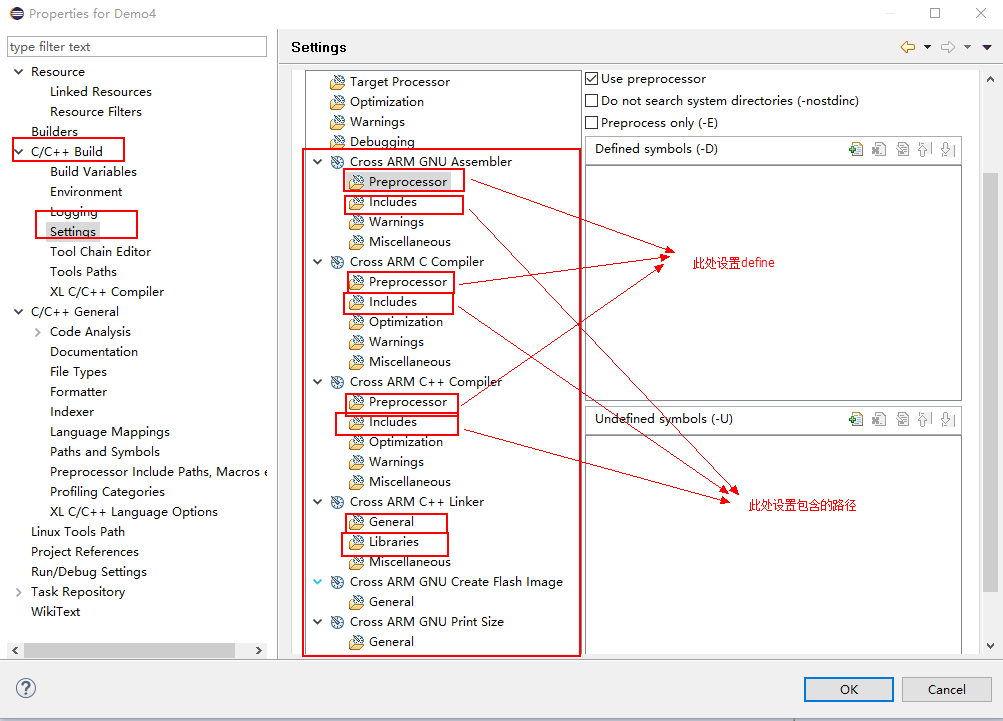 Properties for Demo4
type filter text
Resource
Linked Resources
Resource Filters
Builders
C/C++ Build
Build Variables
Environment
Logging
Settings
Tool Chain Editor
Tools Paths
XL C/C++ Compiler
C/C++ General
Code Analysis
Documentation
File Types
Formatter
Indexer
Language Mappings
Paths and Symbols
Preprocessor Include Paths, Macros e
Profiling Categories
XL C/C++ Language Options
Linux Tools Path
Project References
Run/Debug Settings
Task Repository
WikiText
Settings
Target Processor
Optimization
Warnings
Debugging
Cross ARM GNU Assembler
Preprocessor
Includes
Warnings
Miscellaneous
Cross ARM C Compiler
Preprocessor
Includes
Optimization
Warnings
Miscellaneous
Cross ARM C++ Compiler
Preprocessor
Includes
Optimization
Warnings
Miscellaneous
Cross ARM C++ Linker
General
Libraries
Miscellaneous
Cross ARM GNU Create Flash Image
General
Cross ARM GNU Print Size
General
Use preprocessor
Do not search system directories (-nostdinc)
Preprocess only (-E)
Defined symbols (-D)
此处设置define
Undefined symbols (-U)
此处设置包含的路径
OK
Cancel